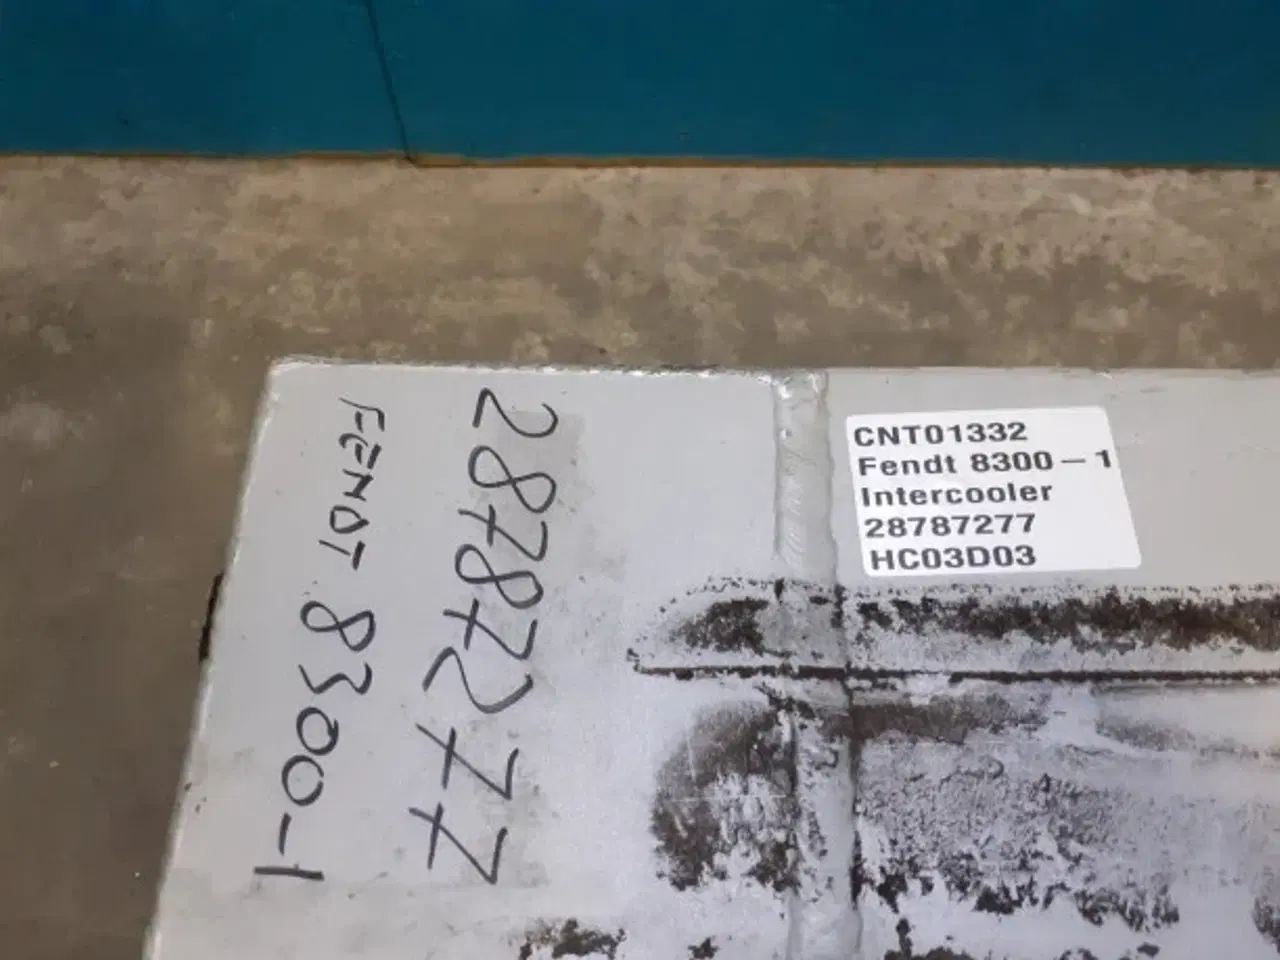 28787277
FENDT 8300-1
CNT01332
Fendt 8300-1
Intercooler
28787277
HC03D03